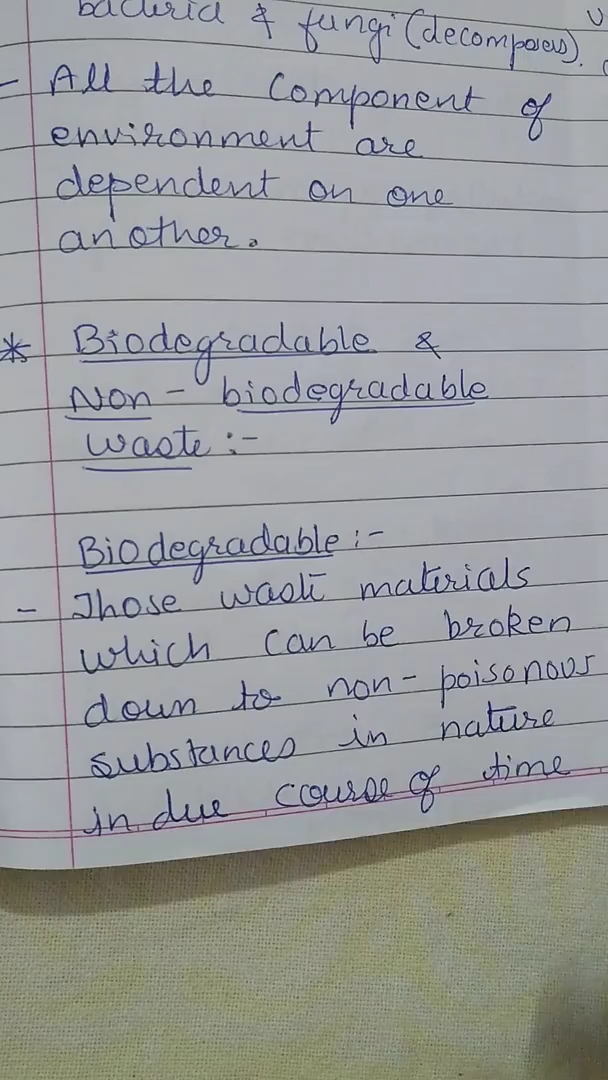 bacteria & fungi (decomposers).
- All the component of
environment are
dependent on one
another.
* Biodegradable &
Non - biodegradable
Waste :-
Biodegradable :-
- Those waste materials
which can be broken
down to non-poisonous
substances in nature
in due course of time